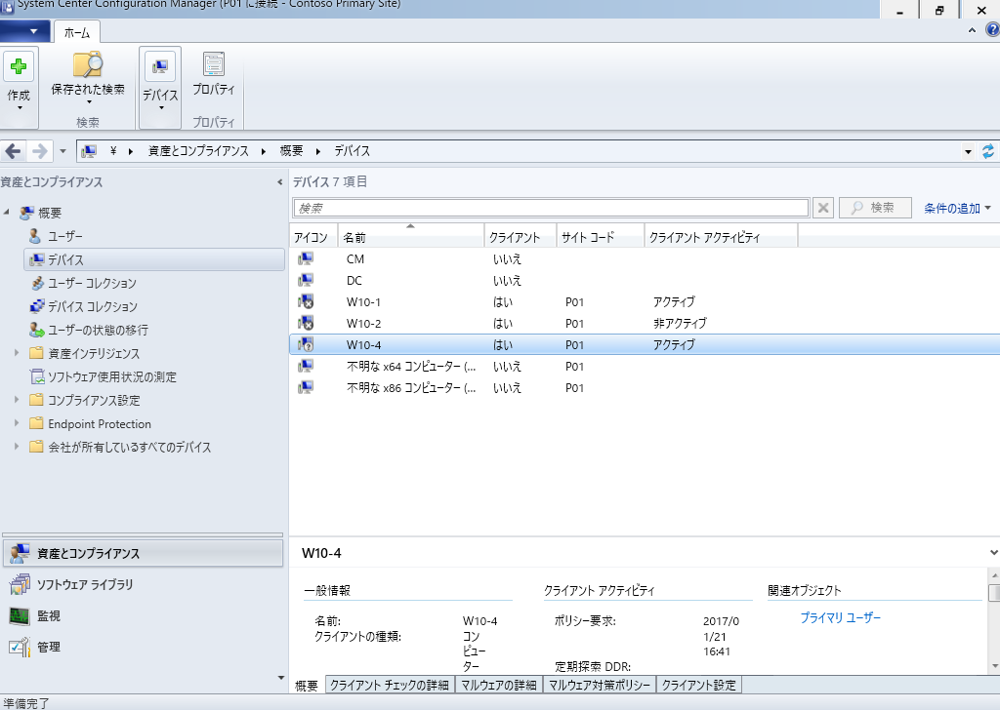 System Center Configuration Manager (P01 に接続 - Contoso Primary Site)
ホーム
作成
保存された検索
デバイス
プロパティ
検索
プロパティ
¥ 資産とコンプライアンス 概要 デバイス
資産とコンプライアンス
概要
ユーザー
デバイス
ユーザー コレクション
デバイス コレクション
ユーザーの状態の移行
資産インテリジェンス
ソフトウェア使用状況の測定
コンプライアンス設定
Endpoint Protection
会社が所有しているすべてのデバイス
資産とコンプライアンス
ソフトウェア ライブラリ
監視
管理
デバイス 7 項目
検索 検索 条件の追加
アイコン 名前 クライアント サイト コード クライアント アクティビティ
CM いいえ
DC いいえ
W10-1 はい P01 アクティブ
W10-2 はい P01 非アクティブ
W10-4 はい P01 アクティブ
不明な x64 コンピューター (... いいえ P01
不明な x86 コンピューター (... いいえ P01
W10-4
一般情報
名前: W10-4
クライアントの種類: コン
ピュー
ター
クライアント アクティビティ
ポリシー要求: 2017/0
1/21
16:41
定期探索 DDR:
関連オブジェクト
プライマリ ユーザー
概要 クライアント チェックの詳細 マルウェアの詳細 マルウェア対策ポリシー クライアント設定
準備完了